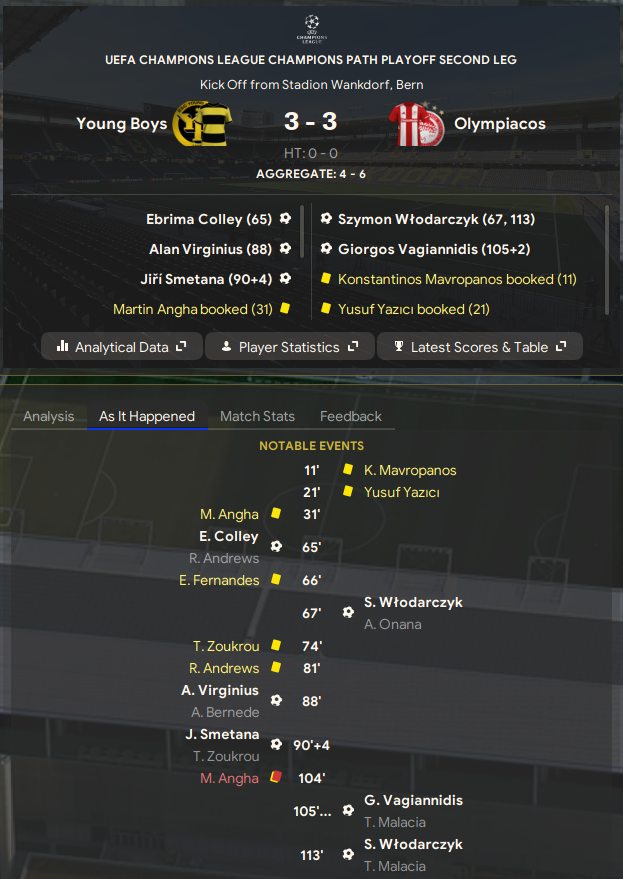 CHAMPIONS
LEAGUE
UEFA CHAMPIONS LEAGUE CHAMPIONS PATH PLAYOFF SECOND LEG
Kick Off from Stadion Wankdorf, Bern
Young Boys 3 - 3 Olympiacos
HT: 0 - 0
AGGREGATE: 4 - 6
Ebrima Colley (65) Szymon Włodarczyk (67, 113)
Alan Virginius (88) Giorgos Vagiannidis (105+2)
Jiří Smetana (90+4) Konstantinos Mavropanos booked (11)
Martin Angha booked (31) Yusuf Yazıcı booked (21)
Analytical Data Player Statistics Latest Scores & Table
Analysis As It Happened Match Stats Feedback
NOTABLE EVENTS
11' K. Mavropanos
21' Yusuf Yazıcı
M. Angha 31'
E. Colley
R. Andrews
65'
E. Fernandes 66'
67'
S. Włodarczyk
A. Onana
T. Zoukrou 74'
R. Andrews 81'
A. Virginius
A. Bernede
88'
J. Smetana
T. Zoukrou
90'+4
M. Angha 104'
105'...
G. Vagiannidis
T. Malacia
113'
S. Włodarczyk
T. Malacia